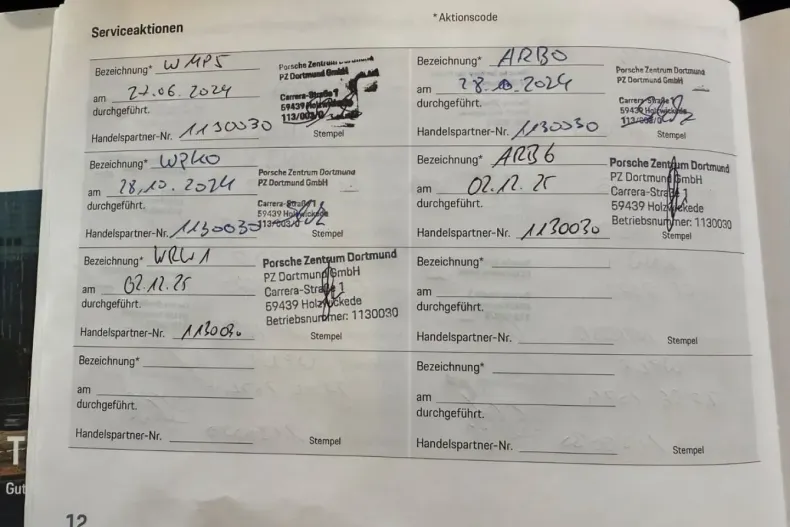 *Aktionscode
Serviceaktionen
Bezeichnung* WMP5
am 27.06.2024
durchgeführt.
Handelspartner-Nr. 1130030
Porsche Zentrum
PZ Dortmund GmbH
Carrera-Straße 1
59439 Holzwickede
Stempel
Bezeichnung* ARB0
am 28.10.2024
durchgeführt.
Handelspartner-Nr. 1130030
Porsche Zentrum Dortmund
PZ Dortmund GmbH
Carrera-Straße 1
59439
Stempel
Bezeichnung* WPK0
am 28.10.2024
durchgeführt.
Handelspartner-Nr. 1130030
Porsche Zentrum Dortmund
PZ Dortmund GmbH
Carrera-Straße 1
59439 Holzwickede
Stempel
Bezeichnung* ARB6
am 02.12.25
durchgeführt.
Handelspartner-Nr. 1130030
Porsche Zentrum Dortmund
PZ Dortmund GmbH
Carrera-Straße 1
59439 Holzwickede
Betriebsnummer: 1130030
Stempel
Bezeichnung* WRW1
am 02.12.25
durchgeführt.
Handelspartner-Nr. 1130030
Porsche Zentrum Dortmund
PZ Dortmund GmbH
Carrera-Straße 1
59439 Holzwickede
Betriebsnummer: 1130030
Stempel
Bezeichnung*
am
durchgeführt.
Handelspartner-Nr.
Stempel
Bezeichnung*
am
durchgeführt.
Handelspartner-Nr.
Stempel
Bezeichnung*
am
durchgeführt.
Handelspartner-Nr.
Stempel
12